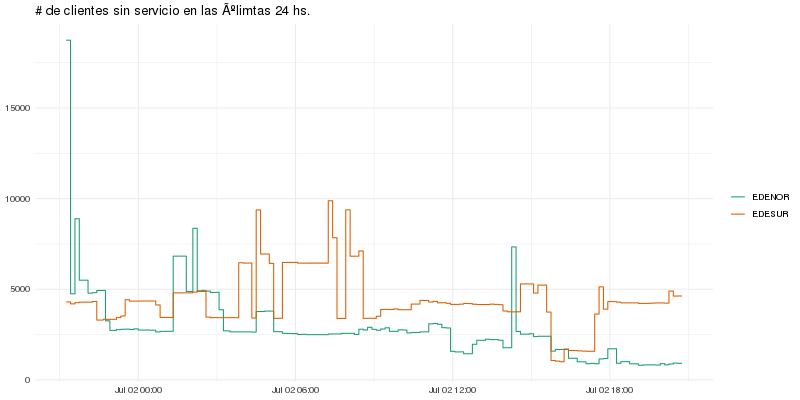 # de clientes sin servicio en las Ãºlimtas 24 hs.
15000
10000
5000
0
Jul 02 00:00
Jul 02 06:00
Jul 02 12:00
Jul 02 18:00
EDENOR
EDESUR